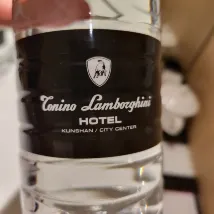 Tonino Lamborghini
HOTEL
KUNSHAN / CITY CENTER